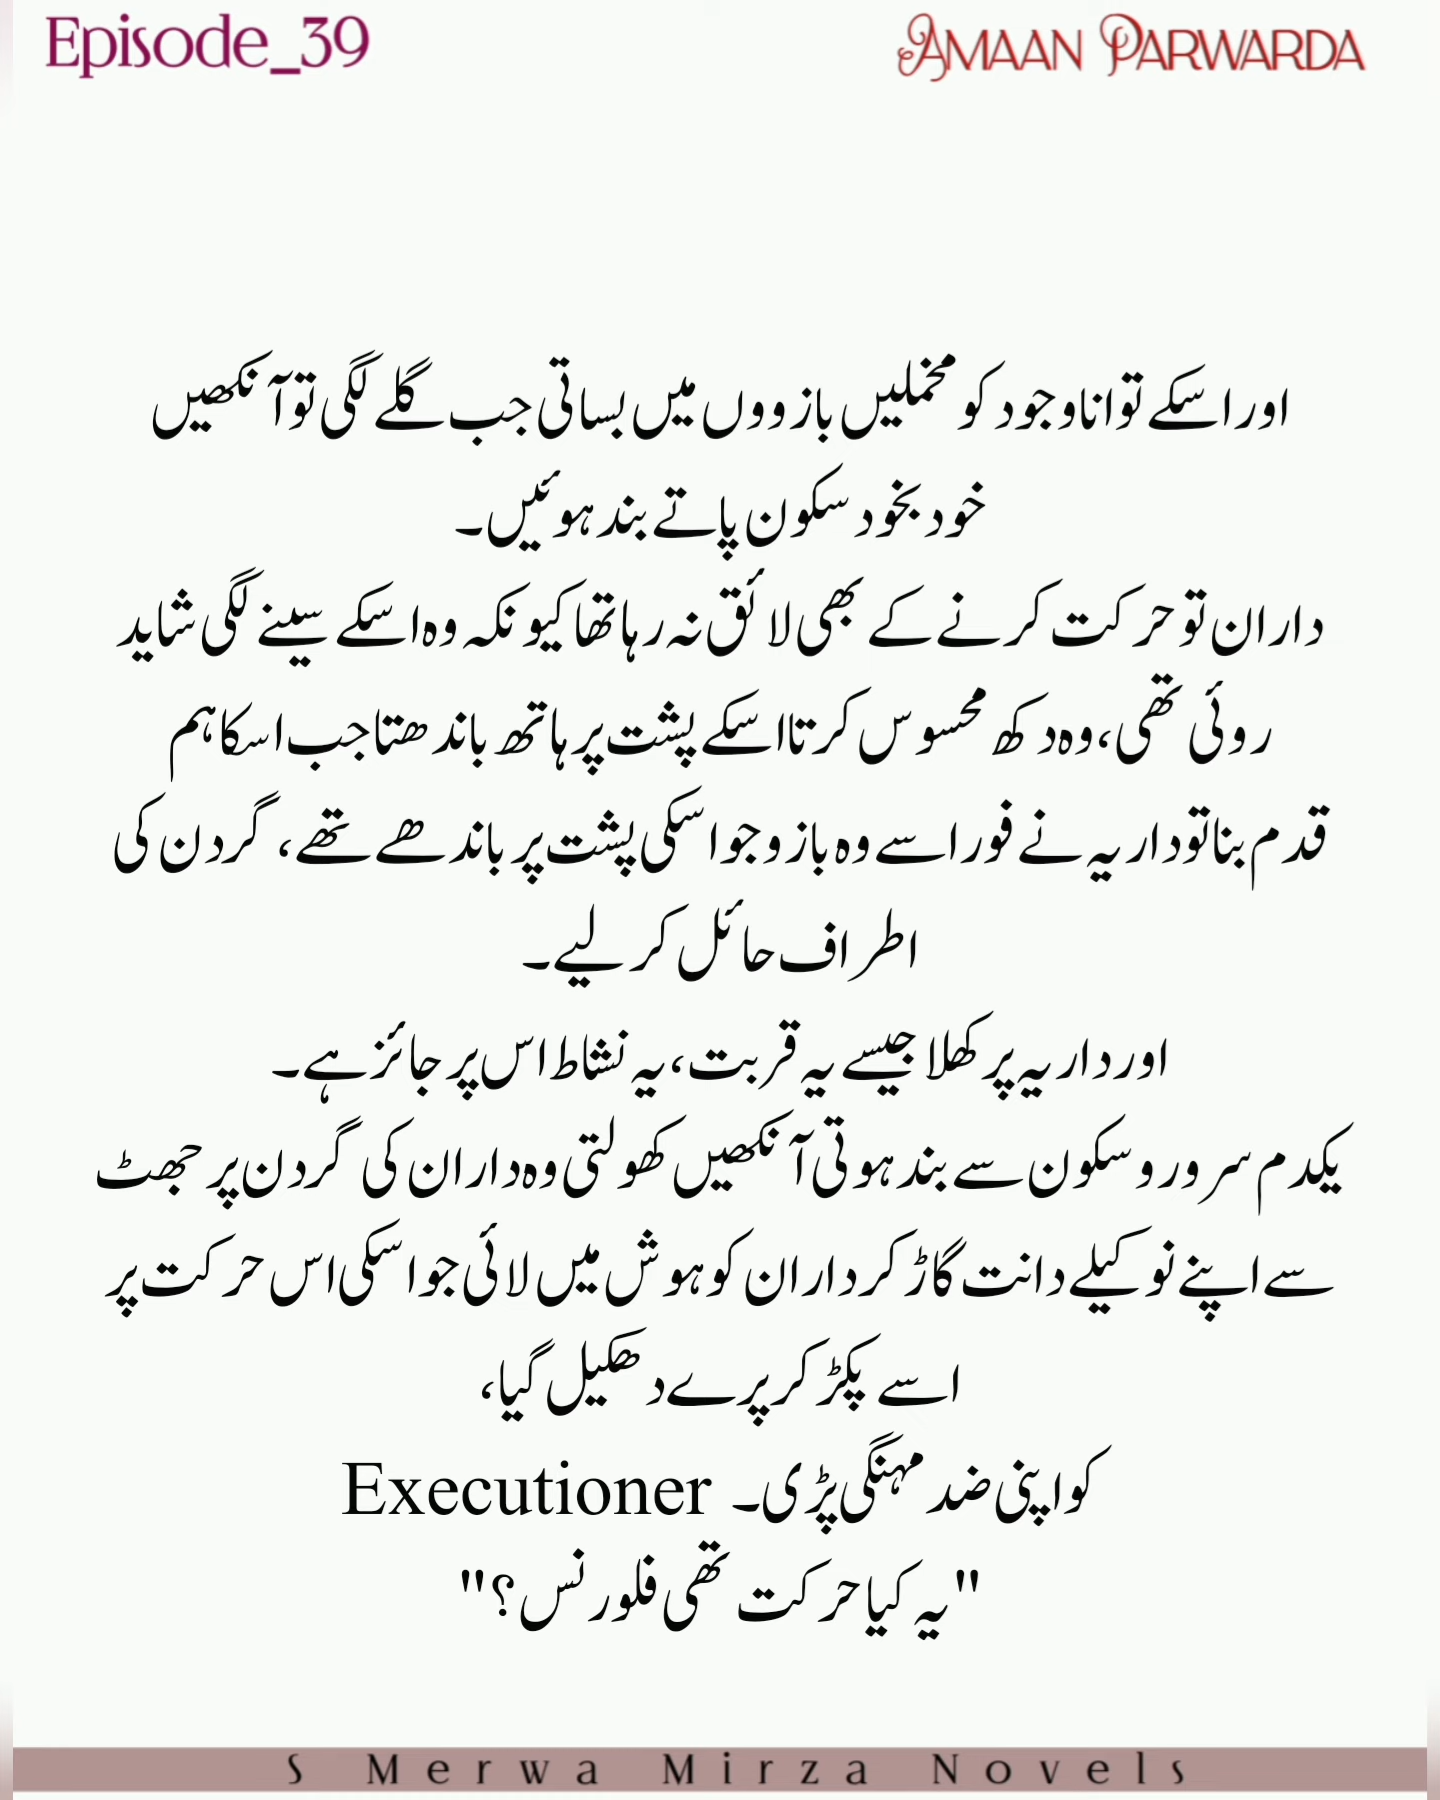 Episode_39
AMAAN PARWARDA
اور اسکے توانا وجود کو مخملیں بازووں میں بساتی جب گلے لگی تو آنکھیں
خود بخود سکون پاتے بند ہوئیں۔
داران تو حرکت کرنے کے بھی لائق نہ رہا تھا کیونکہ وہ اسکے سینے لگی شاید
روئی تھی، وہ دکھ محسوس کرتا اسکے پشت پر ہاتھ باندھتا جب اسکا ہم
قدم بنا تو داریہ نے فورا سے وہ بازو جو اسکی پشت پر باندھے تھے، گردن کی
اطراف حائل کر لیے۔
اور داریہ پر کھلا جیسے یہ قربت، یہ نشاط اس پر جائز ہے۔
یکدم سرور و سکون سے بند ہوتی آنکھیں کھولتی وہ داران کی گردن پر جھٹ
سے اپنے نوکیلے دانت گاڑ کر داران کو ہوش میں لائی جو اسکی اس حرکت پر
اسے پکڑ کر پرے دھکیل گیا،
کو اپنی ضد مہنگی پڑی۔ Executioner
"یہ کیا حرکت تھی فلورنس؟"
S Merwa Mirza Novels